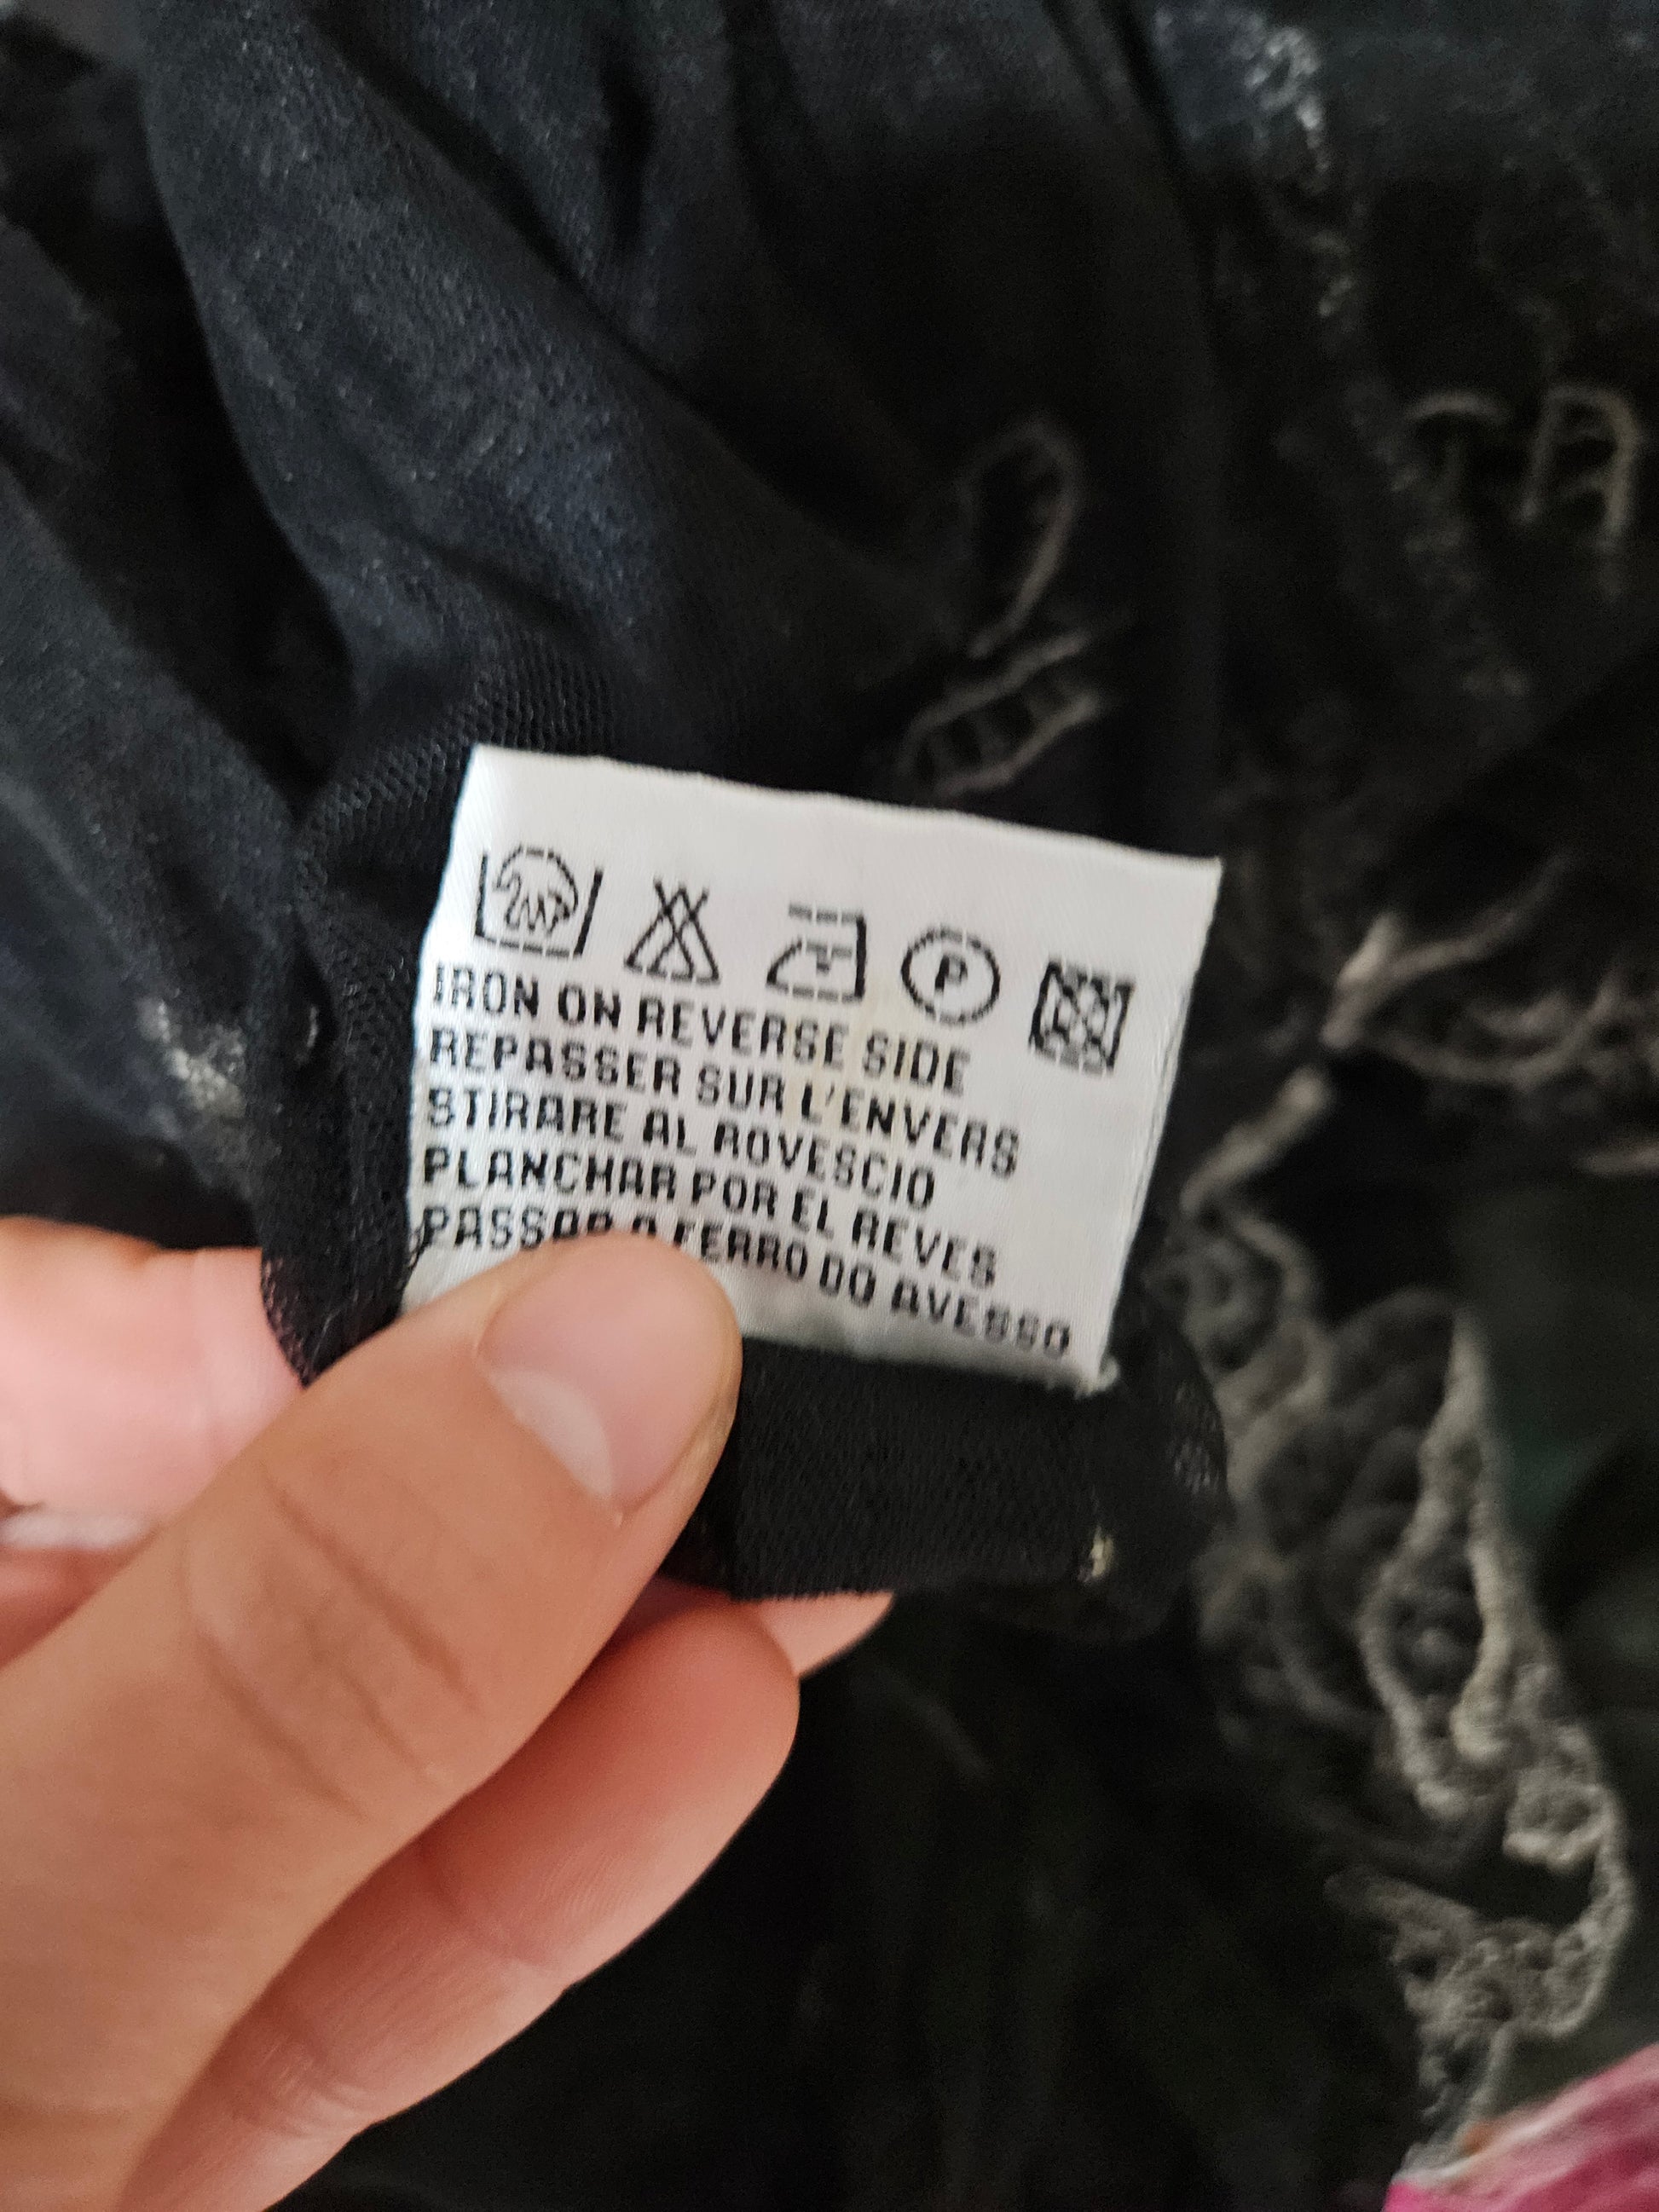 P
IRON ON REVERSE SIDE
REPASSER SUR L'ENVERS
STIRARE AL ROVESCIO
PLANCHAR POR EL REVES
PASSAR A FERRO DO AVESSO